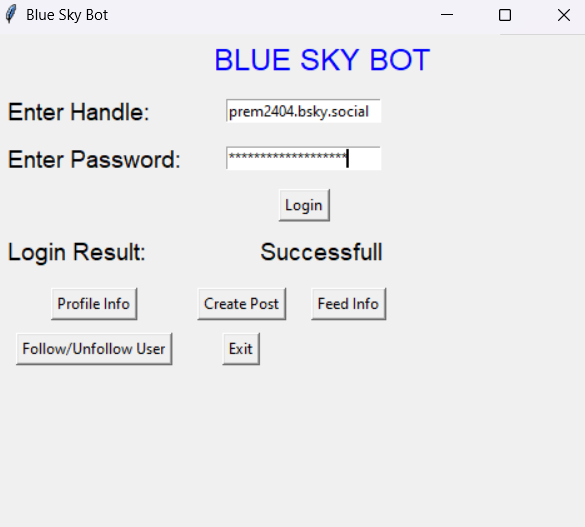 Blue Sky Bot
BLUE SKY BOT
Enter Handle: prem2404.bsky.social
Enter Password: *******************
Login
Login Result: Successfull
Profile Info Create Post Feed Info
Follow/Unfollow User Exit